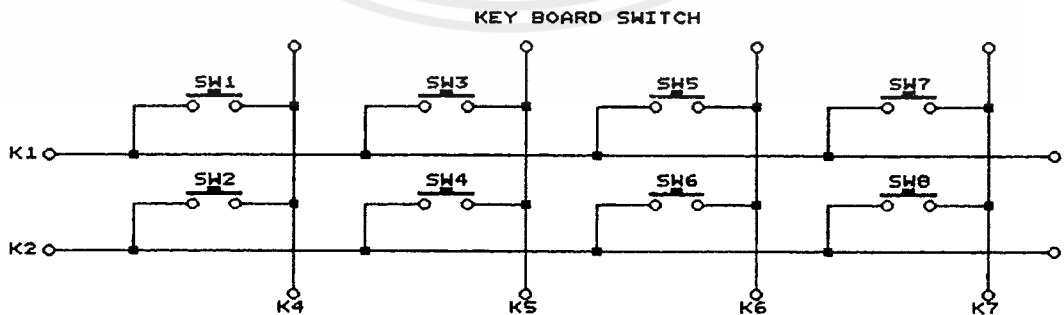 KEY BOARD SWITCH
SW1 SW3 SW5 SW7
K1
SW2 SW4 SW6 SW8
K2
K4 K5 K6 K7